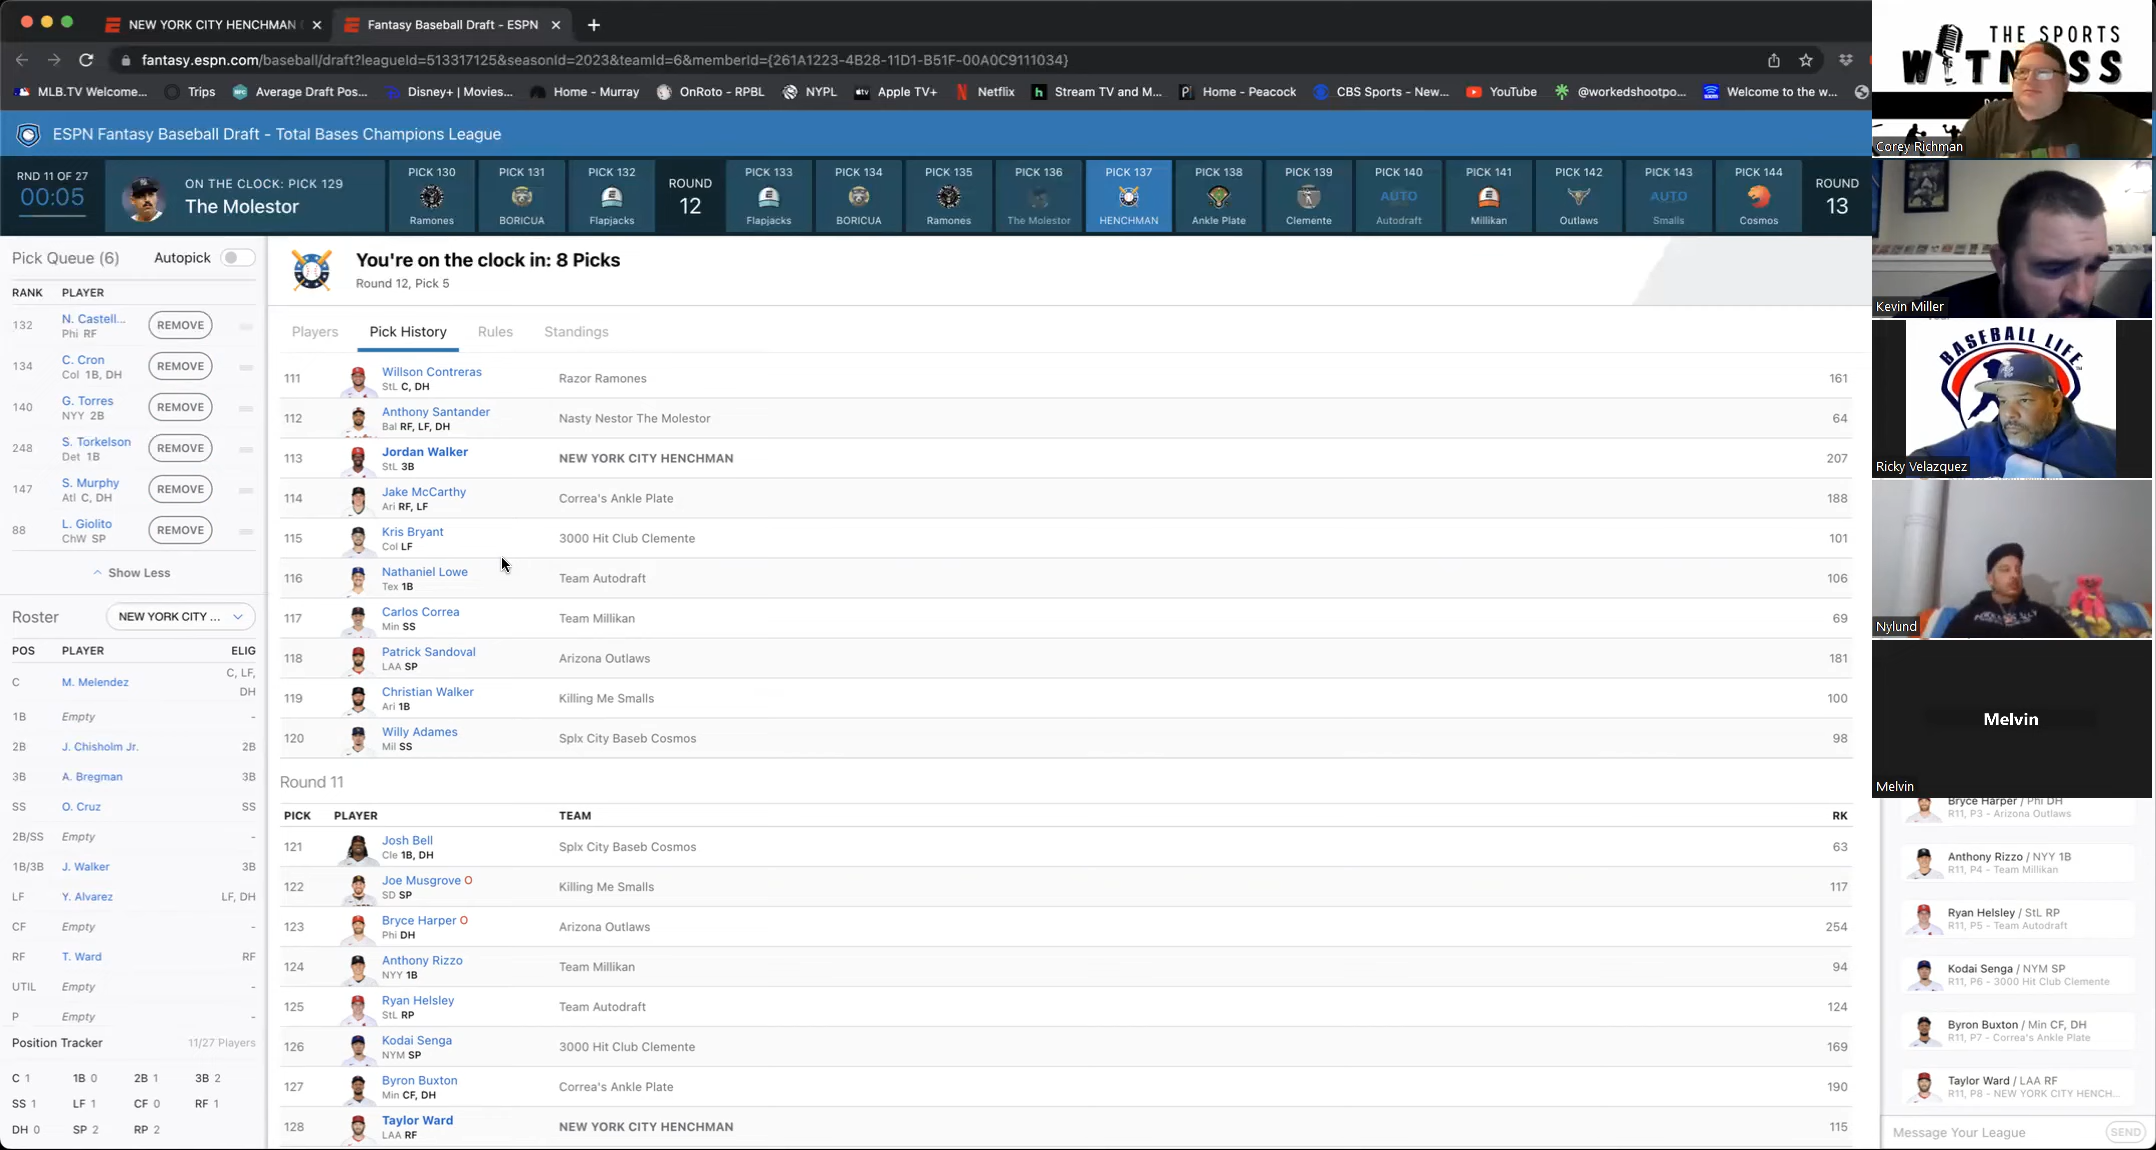 NEW YORK CITY HENCHMAN
Fantasy Baseball Draft - ESPN
fantasy.espn.com/baseball/draft?leagueId=513317125&seasonId=2023&teamId=6&memberId={261A1223-4B28-11D1-B51F-00A0C9111034}
MLB.TV Welcome... Trips Average Draft Pos... Disney+ | Movies... Home - Murray OnRoto - RPBL NYPL Apple TV+ Netflix Stream TV and M... Home - Peacock CBS Sports - New... YouTube @workedshootpo... Welcome to the w...
ESPN Fantasy Baseball Draft - Total Bases Champions League
RND 11 OF 27
00:05
ON THE CLOCK: PICK 129
The Molestor
PICK 130
Ramones
PICK 131
BORICUA
PICK 132
Flapjacks
ROUND
12
PICK 133
Flapjacks
PICK 134
BORICUA
PICK 135
Ramones
PICK 136
The Molestor
PICK 137
HENCHMAN
PICK 138
Ankle Plate
PICK 139
Clemente
PICK 140
AUTO
Autodraft
PICK 141
Millikan
PICK 142
Outlaws
PICK 143
AUTO
Smalls
PICK 144
Cosmos
ROUND
13
Pick Queue (6) Autopick
RANK PLAYER
132 N. Castell... REMOVE
Phi RF
134 C. Cron REMOVE
Col 1B, DH
140 G. Torres REMOVE
NYY 2B
248 S. Torkelson REMOVE
Det 1B
147 S. Murphy REMOVE
Atl C, DH
88 L. Giolito REMOVE
ChW SP
Show Less
Roster NEW YORK CITY ...
POS PLAYER ELIG
C M. Melendez C, LF, DH
1B Empty -
2B J. Chisholm Jr. 2B
3B A. Bregman 3B
SS O. Cruz SS
2B/SS Empty -
1B/3B J. Walker 3B
LF Y. Alvarez LF, DH
CF Empty -
RF T. Ward RF
UTIL Empty -
P Empty -
Position Tracker 11/27 Players
C 1 1B 0 2B 1 3B 2
SS 1 LF 1 CF 0 RF 1
DH 0 SP 2 RP 2
You're on the clock in: 8 Picks
Round 12, Pick 5
Players Pick History Rules Standings
111 Willson Contreras Razor Ramones 161
StL C, DH
112 Anthony Santander Nasty Nestor The Molestor 64
Bal RF, LF, DH
113 Jordan Walker NEW YORK CITY HENCHMAN 207
StL 3B
114 Jake McCarthy Correa's Ankle Plate 188
Ari RF, LF
115 Kris Bryant 3000 Hit Club Clemente 101
Col LF
116 Nathaniel Lowe Team Autodraft 106
Tex 1B
117 Carlos Correa Team Millikan 69
Min SS
118 Patrick Sandoval Arizona Outlaws 181
LAA SP
119 Christian Walker Killing Me Smalls 100
Ari 1B
120 Willy Adames Splx City Baseb Cosmos 98
Mil SS
Round 11
PICK PLAYER TEAM RK
121 Josh Bell Splx City Baseb Cosmos 63
Cle 1B, DH
122 Joe Musgrove O Killing Me Smalls 117
SD SP
123 Bryce Harper O Arizona Outlaws 254
Phi DH
124 Anthony Rizzo Team Millikan 94
NYY 1B
125 Ryan Helsley Team Autodraft 124
StL RP
126 Kodai Senga 3000 Hit Club Clemente 169
NYM SP
127 Byron Buxton Correa's Ankle Plate 190
Min CF, DH
128 Taylor Ward NEW YORK CITY HENCHMAN 115
LAA RF
THE SPORTS
WITNESS
Corey Richman
Kevin Miller
BASEBALL LIFE
Ricky Velazquez
Nylund
Melvin
Melvin
Bryce Harper / Phi DH
R11, P3 - Arizona Outlaws
Anthony Rizzo / NYY 1B
R11, P4 - Team Millikan
Ryan Helsley / StL RP
R11, P5 - Team Autodraft
Kodai Senga / NYM SP
R11, P6 - 3000 Hit Club Clemente
Byron Buxton / Min CF, DH
R11, P7 - Correa's Ankle Plate
Taylor Ward / LAA RF
R11, P8 - NEW YORK CITY HENCH...
Message Your League SEND